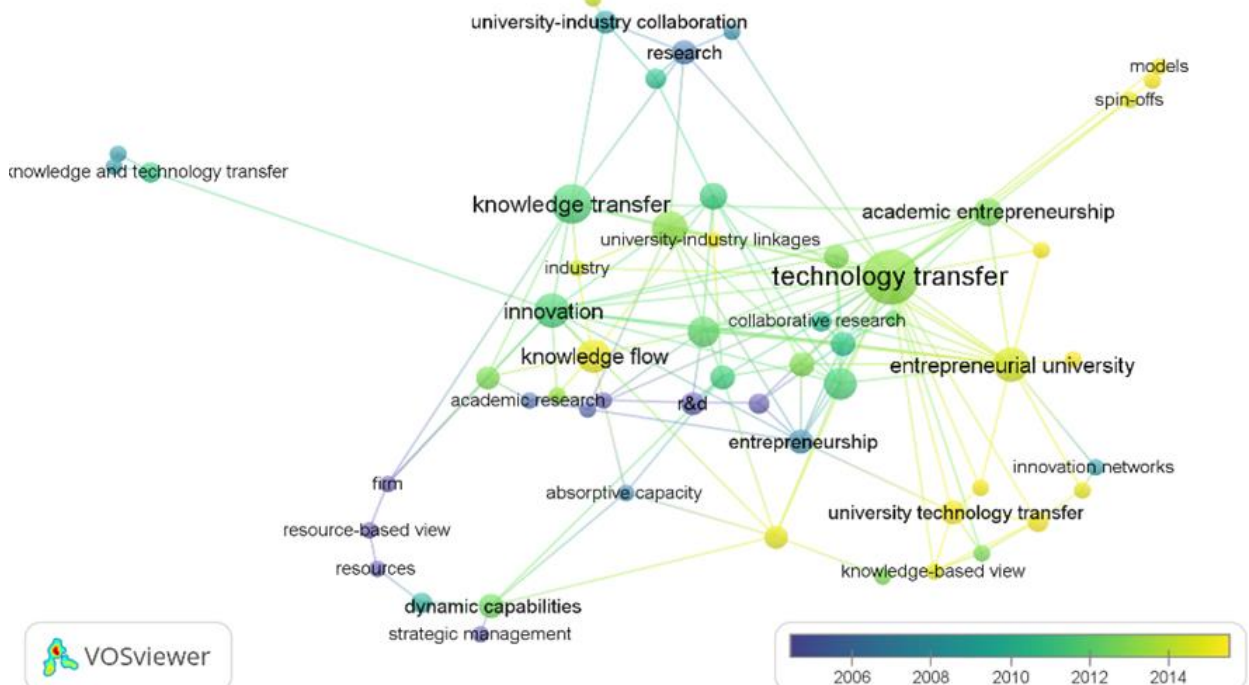 university-industry collaboration
research
models
spin-offs
knowledge and technology transfer
knowledge transfer
academic entrepreneurship
university-industry linkages
industry
technology transfer
innovation
collaborative research
knowledge flow
entrepreneurial university
academic research
r&d
entrepreneurship
innovation networks
firm
absorptive capacity
university technology transfer
resource-based view
resources
knowledge-based view
dynamic capabilities
strategic management
VOSviewer
2006 2008 2010 2012 2014